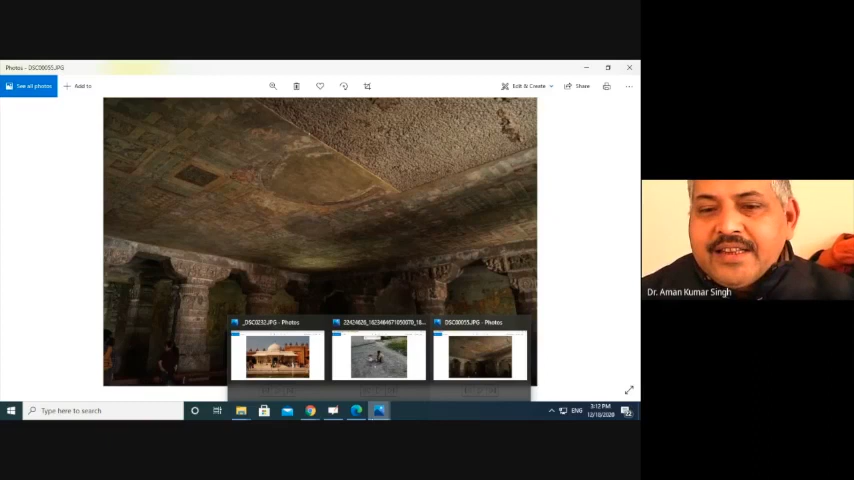 Photos - DSC00055.JPG
See all photos
Add to
Edit & Create
Share
Dr. Aman Kumar Singh
_DSC0232.JPG - Photos
DSC00055.JPG - Photos
Type here to search
ENG
3:12 PM
12/18/2020
22